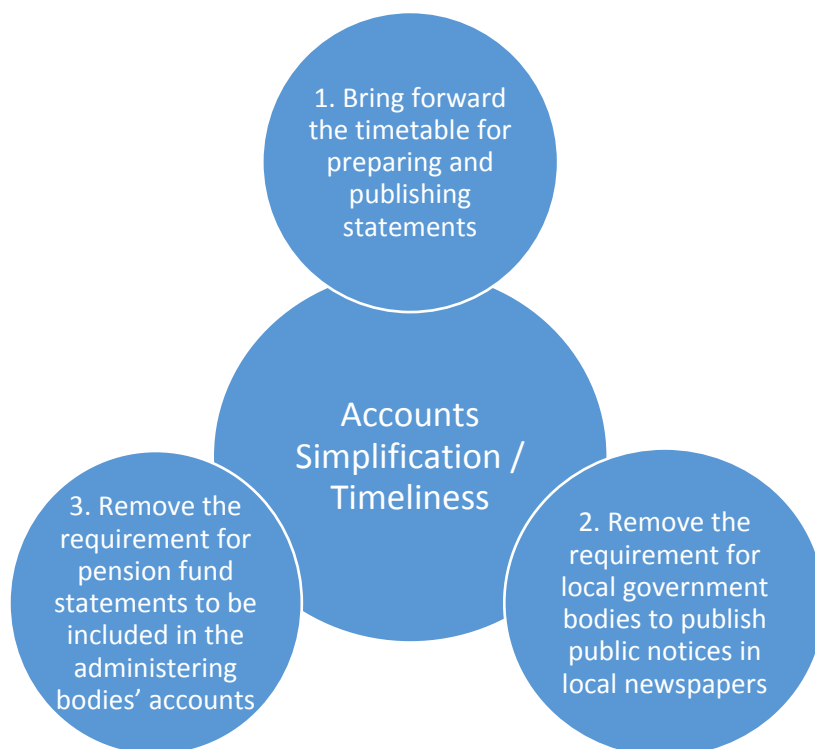 1. Bring forward
the timetable for
preparing and
publishing
statements
Accounts
Simplification /
Timeliness
2. Remove the
requirement for
local government
bodies to publish
public notices in
local newspapers
3. Remove the
requirement for
pension fund
statements to be
included in the
administering
bodies’ accounts